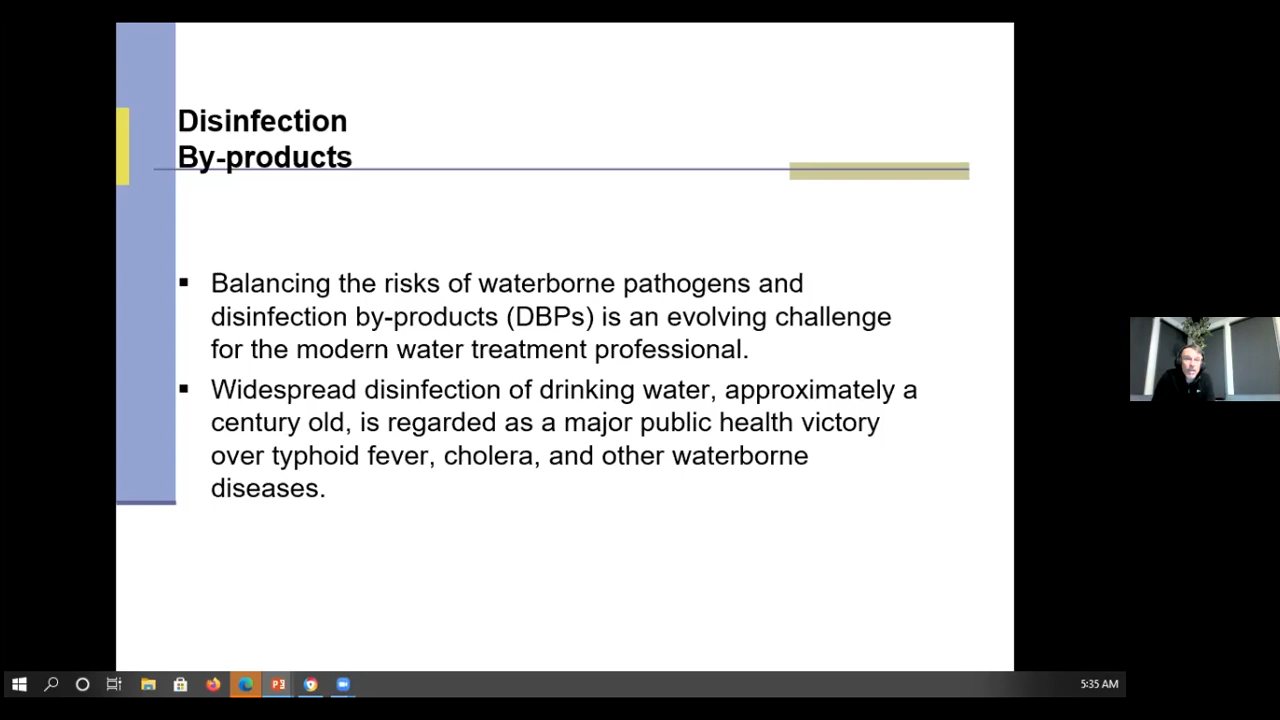 Disinfection
By-products
▪ Balancing the risks of waterborne pathogens and
disinfection by-products (DBPs) is an evolving challenge
for the modern water treatment professional.
▪ Widespread disinfection of drinking water, approximately a
century old, is regarded as a major public health victory
over typhoid fever, cholera, and other waterborne
diseases.
5:35 AM